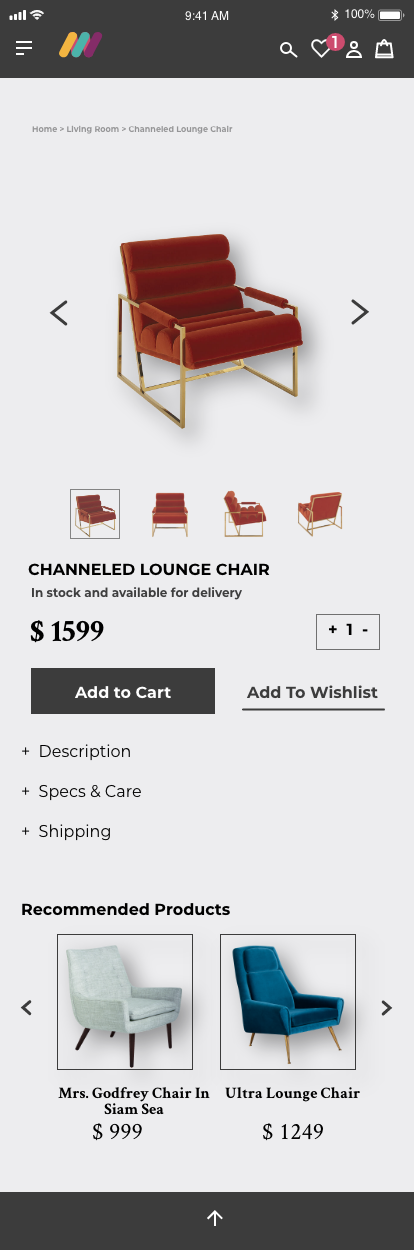 9:41 AM
100%
1
Home > Living Room > Channeled Lounge Chair
CHANNELED LOUNGE CHAIR
In stock and available for delivery
$ 1599
+ 1 -
Add to Cart
Add To Wishlist
+ Description
+ Specs & Care
+ Shipping
Recommended Products
Mrs. Godfrey Chair In
Siam Sea
$ 999
Ultra Lounge Chair
$ 1249